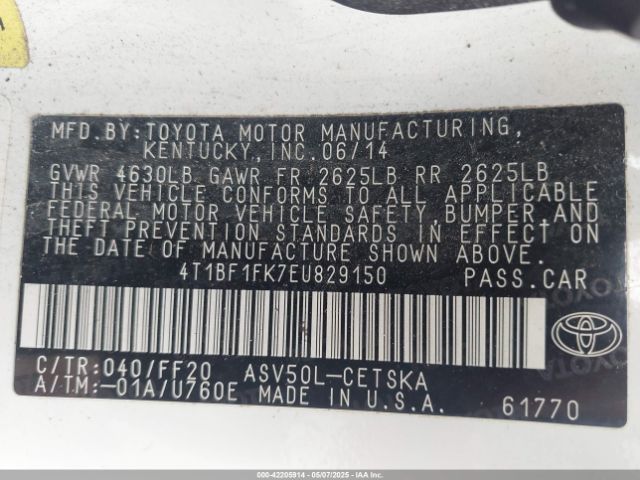 MFD.BY:TOYOTA MOTOR MANUFACTURING,
KENTUCKY,INC.06/14
GVWR 4630LB GAWR FR 2625LB RR 2625LB
THIS VEHICLE CONFORMS TO ALL APPLICABLE
FEDERAL MOTOR VEHICLE SAFETY,BUMPER AND
THEFT PREVENTION STANDARDS IN EFFECT ON
THE DATE OF MANUFACTURE SHOWN ABOVE.
4T1BF1FK7EU829150 PASS.CAR
C/TR:040/FF20 ASV50L-CETSKA
A/TM:-01A/U760E MADE IN U.S.A. 61770
TOYOTA
000-42205914 - 05/07/2025 - IAA Inc.